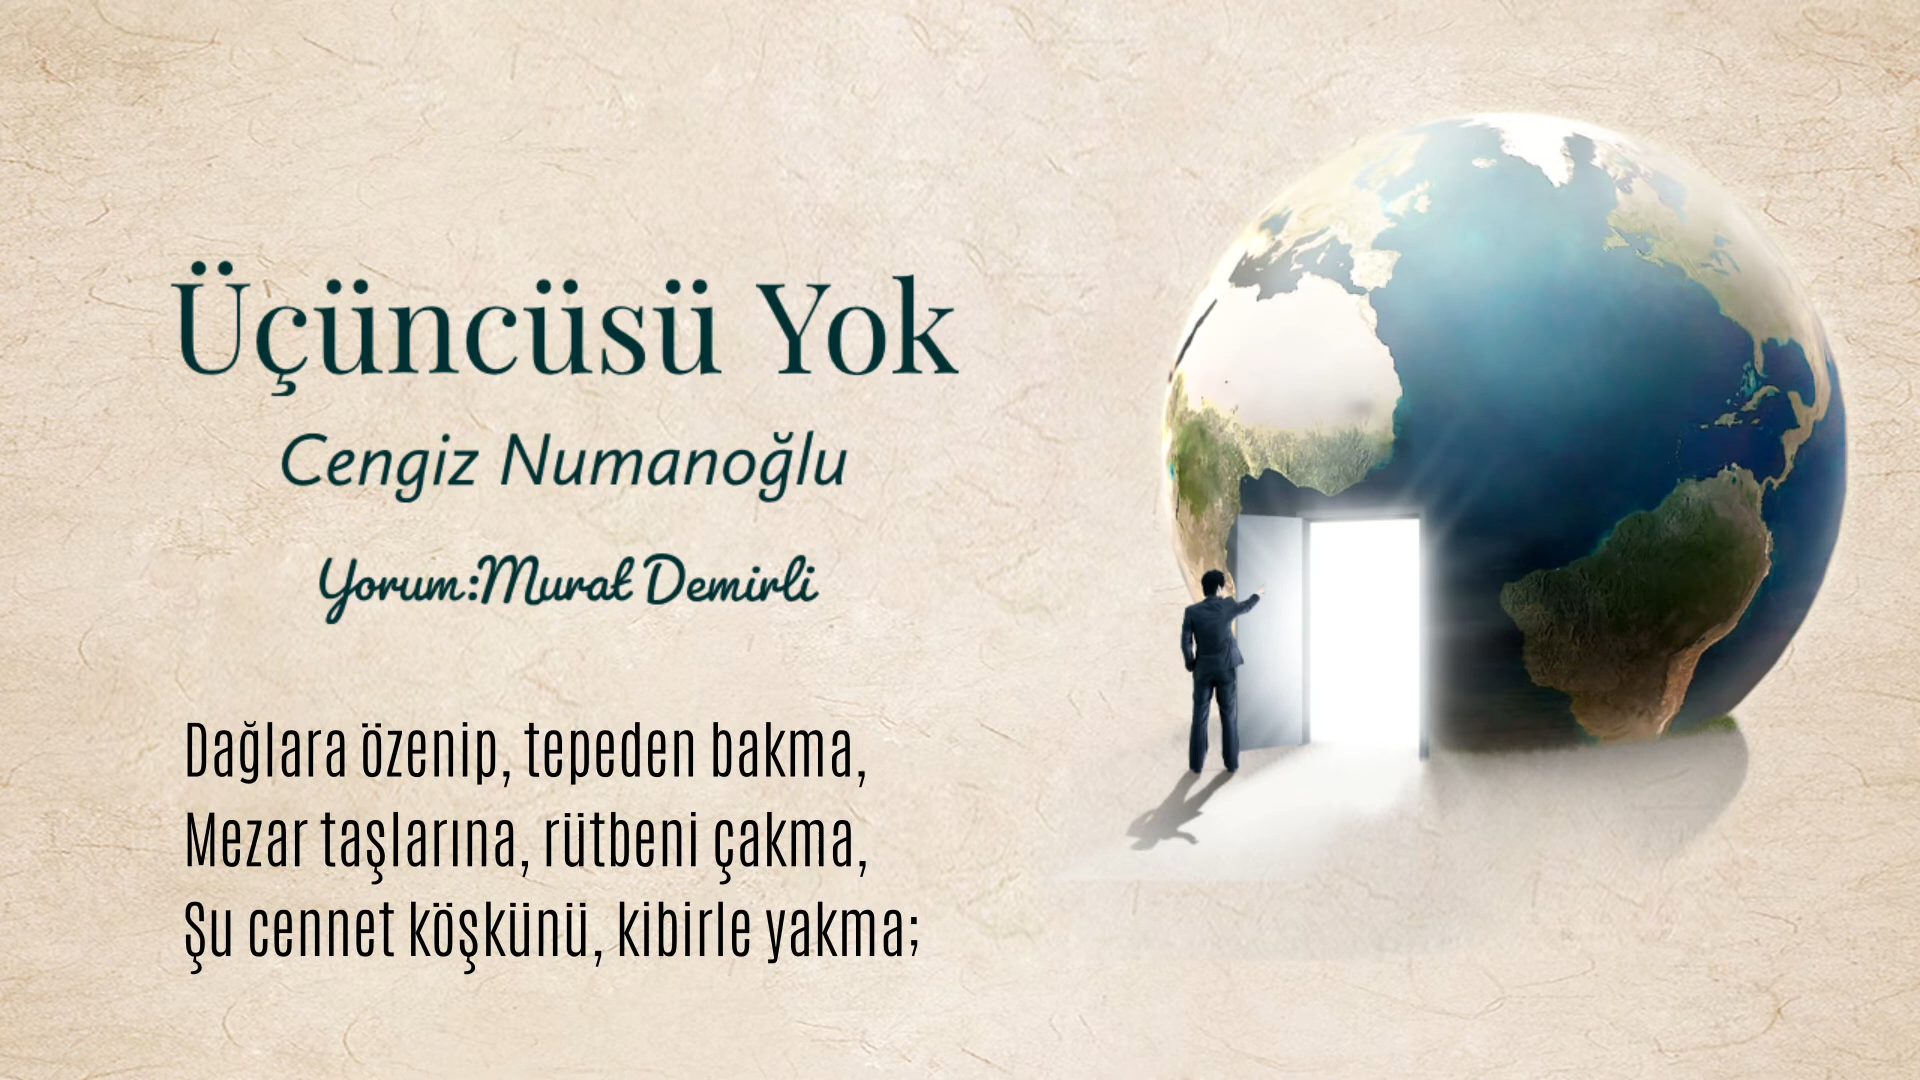 Üçüncüsü Yok
Cengiz Numanoğlu
Yorum:Murat Demirli
Dağlara özenip, tepeden bakma,
Mezar taşlarına, rütbeni çakma,
Şu cennet köşkünü, kibirle yakma;